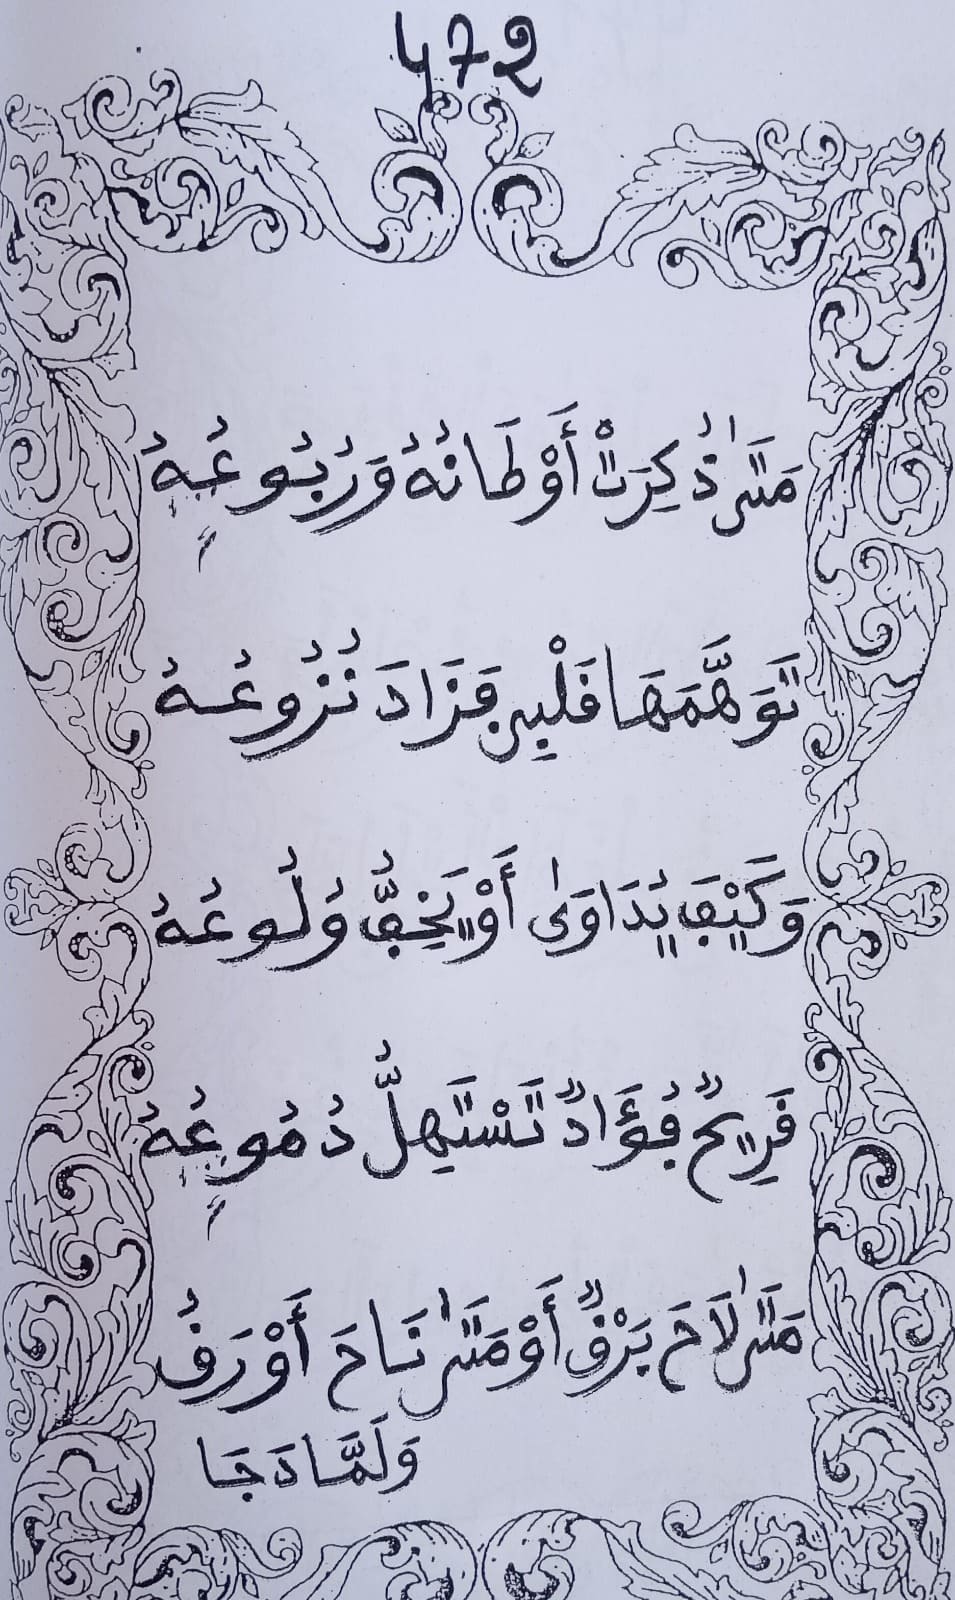 472
مَتَىٰ ذُكِرَتْ أَوْطَانُهُ وَرُبُوعُهُ
تَوَهَّمَهَا قَلْبِي فَزَادَ نُزُوعُهُ
وَكَيْفَ يُدَاوَىٰ أَوْ يَخِفُّ وُلُوعُهُ
قَرِيحُ فُؤَادٌ تَسْتَهِلُّ دُمُوعُهُ
مَتَىٰ لَاحَ بَرْقٌ أَوْ مَتَىٰ نَاحَ أَوْرَقُ
وَلَمَّا دَجَا